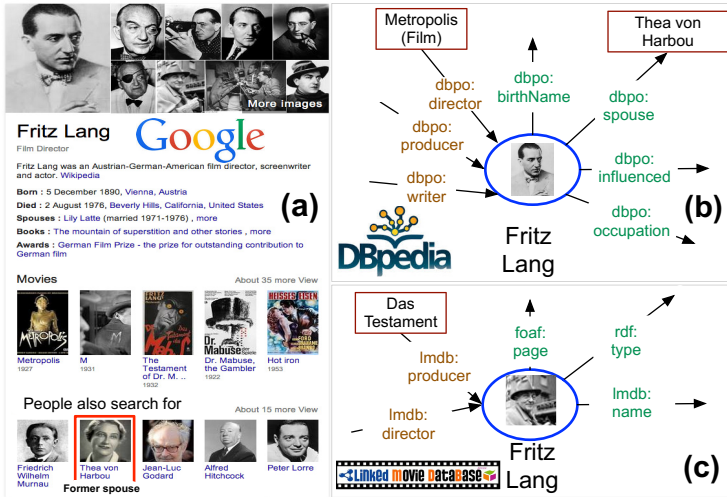 More images
Fritz Lang
Google
Film Director
Fritz Lang was an Austrian-German-American film director, screenwriter
and actor. Wikipedia
Born : 5 December 1890, Vienna, Austria
Died : 2 August 1976, Beverly Hills, California, United States
Spouses : Lily Latte (married 1971-1976) , more
Books : The mountain of superstition and other stories , more
Awards : German Film Prize - the prize for outstanding contribution to
German film
(a)
Movies
About 35 more View
FRITZ
LANG
METROPOLIS
M
Dr.
Mabuse
HEISSES EISEN
Metropolis
1927
M
1931
The
Testament
of Dr. M. ..
1932
Dr. Mabuse,
the Gambler
1922
Hot iron
1953
People also search for
About 15 more View
Friedrich
Wilhelm
Murnau
Thea von
Harbou
Jean-Luc
Godard
Alfred
Hitchcock
Peter Lorre
Former spouse
Metropolis
(Film)
Thea von
Harbou
dbpo:
director
dbpo:
birthName
dbpo:
spouse
dbpo:
producer
dbpo:
influenced
dbpo:
writer
dbpo:
occupation
(b)
DBpedia
Fritz
Lang
Das
Testament
foaf:
page
rdf:
type
lmdb:
producer
lmdb:
name
lmdb:
director
Fritz
Lang
(c)
Linked Movie DataBase